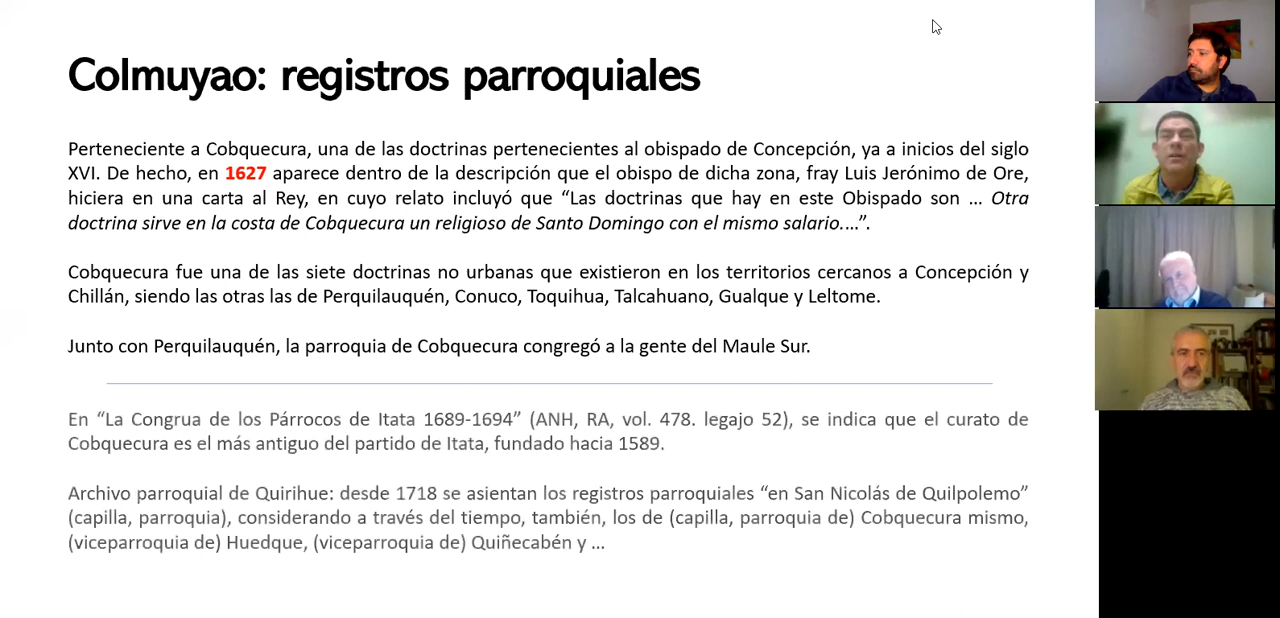 Colmuyao: registros parroquiales
Perteneciente a Cobquecura, una de las doctrinas pertenecientes al obispado de Concepción, ya a inicios del siglo
XVI. De hecho, en 1627 aparece dentro de la descripción que el obispo de dicha zona, fray Luis Jerónimo de Ore,
hiciera en una carta al Rey, en cuyo relato incluyó que “Las doctrinas que hay en este Obispado son … Otra
doctrina sirve en la costa de Cobquecura un religioso de Santo Domingo con el mismo salario.…”.
Cobquecura fue una de las siete doctrinas no urbanas que existieron en los territorios cercanos a Concepción y
Chillán, siendo las otras las de Perquilauquén, Conuco, Toquihua, Talcahuano, Gualque y Leltome.
Junto con Perquilauquén, la parroquia de Cobquecura congregó a la gente del Maule Sur.
En “La Congrua de los Párrocos de Itata 1689-1694” (ANH, RA, vol. 478. legajo 52), se indica que el curato de
Cobquecura es el más antiguo del partido de Itata, fundado hacia 1589.
Archivo parroquial de Quirihue: desde 1718 se asientan los registros parroquiales “en San Nicolás de Quilpolemo”
(capilla, parroquia), considerando a través del tiempo, también, los de (capilla, parroquia de) Cobquecura mismo,
(viceparroquia de) Huedque, (viceparroquia de) Quiñecabén y …